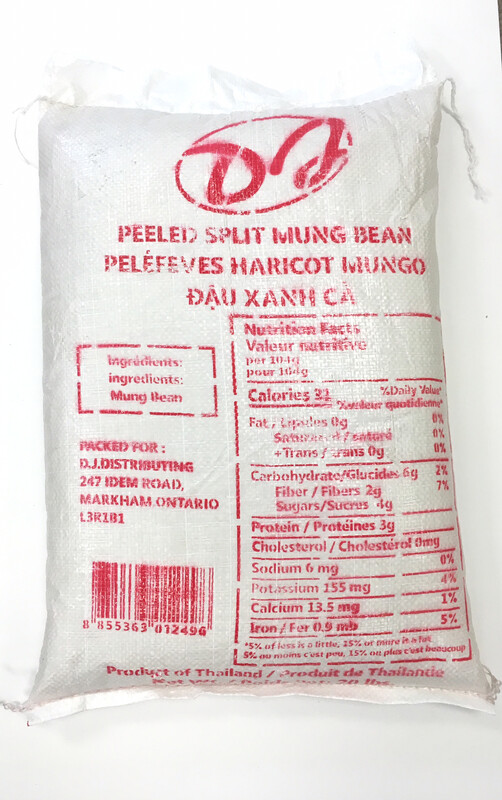 DJ
PEELED SPLIT MUNG BEAN
PELÉFEVES HARICOT MUNGO
ĐẬU XANH CÀ
Ingrédients:
ingredients:
Mung Bean
PACKED FOR :
D.J.DISTRIBUTING
247 IDEM ROAD,
MARKHAM.ONTARIO
L3R1B1
8 855363 012496
Nutrition Facts
Valeur nutritive
per 104g
pour 104g
Calories 31
%Daily Value*
%valeur quotidienne*
Fat / Lipides 0g 0%
Saturated / saturé 0%
+Trans / trans 0g 0%
Carbohydrate/Glucides 6g 2%
Fiber / Fibers 2g 7%
Sugars/Sucres 4g
Protein / Protéines 3g
Cholesterol / Cholestérol 0mg
Sodium 6 mg 0%
Potassium 155 mg 4%
Calcium 13.5 mg 1%
Iron / Fer 0.9 mb 5%
*5% of less is a little, 15% or more is a lot.
5% ou moins c'est peu, 15% ou plus c'est beaucoup
Product of Thailand / Produit de Thaïlande
20 lbs